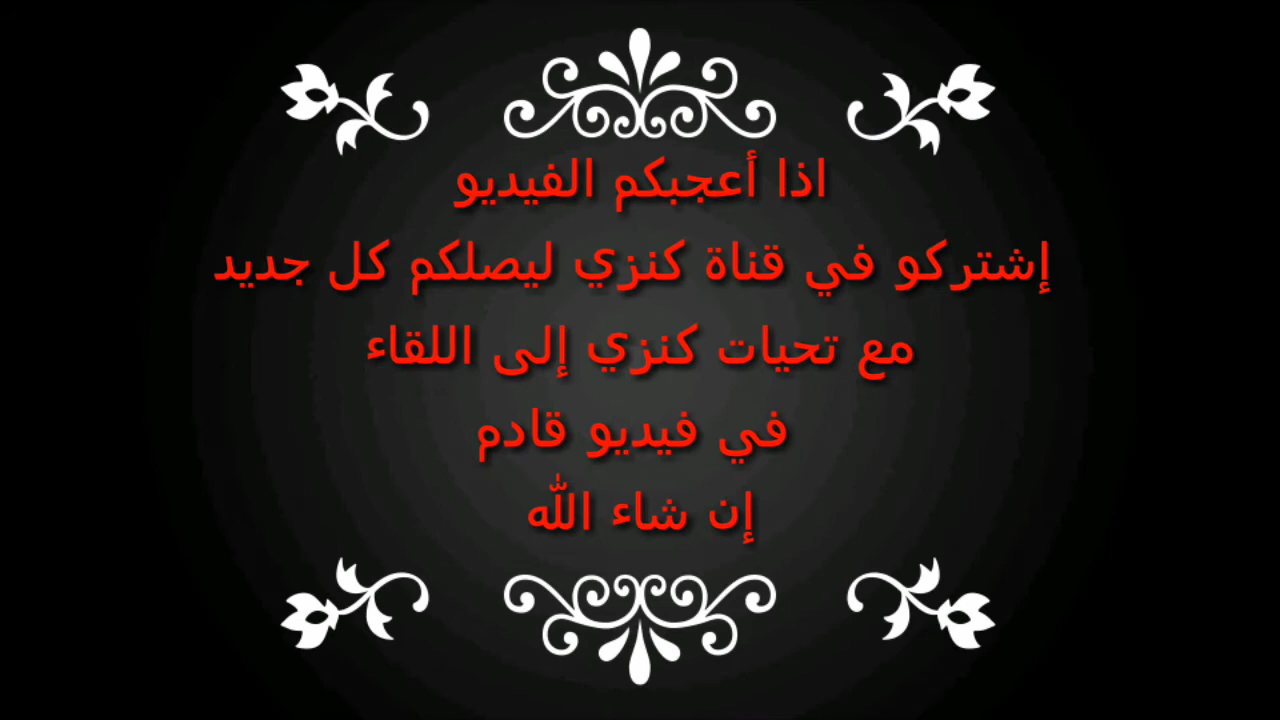 اذا أعجبكم الفيديو
إشتركو في قناة كنزي ليصلكم كل جديد
مع تحيات كنزي إلى اللقاء
في فيديو قادم
إن شاء الله